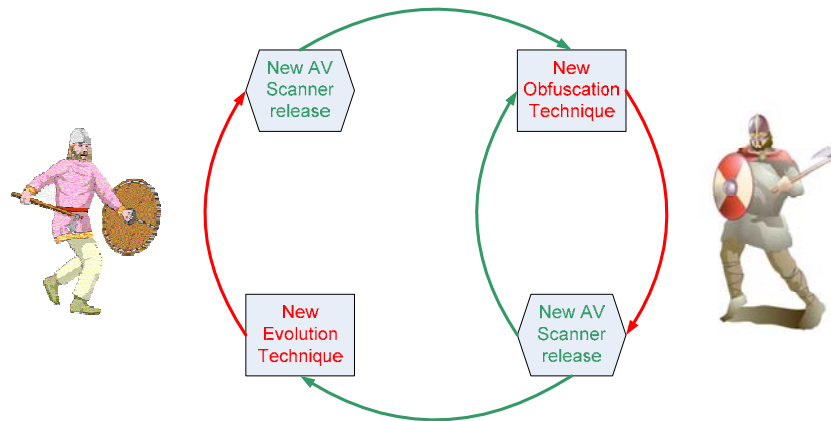 New AV
Scanner
release
New
Obfuscation
Technique
New
Evolution
Technique
New AV
Scanner
release